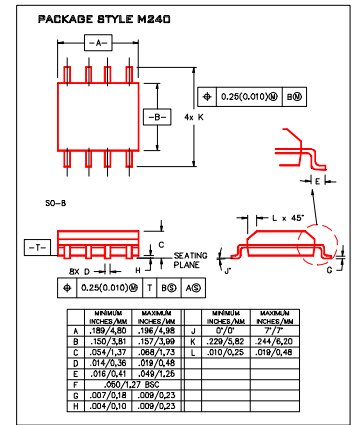 PACKAGE STYLE M240
-A-
-B-
4x K
⌖ 0.25(0.010)Ⓜ BⓂ
E
SO-8
L x 45°
C
-T-
SEATING
PLANE
8X D
H
J°
G
⌖ 0.25(0.010)Ⓜ T BⓈ AⓈ
MINIMUM INCHES/MM MAXIMUM INCHES/MM MINIMUM INCHES/MM MAXIMUM INCHES/MM
A .189/4,80 .196/4,98 J 0°/0° 7°/7°
B .150/3,81 .157/3,99 K .229/5,82 .244/6,20
C .054/1,37 .068/1,73 L .010/0,25 .019/0,48
D .014/0,36 .019/0,48
E .016/0,41 .049/1,25
F .050/1,27 BSC
G .007/0,18 .009/0,23
H .004/0,10 .009/0,23